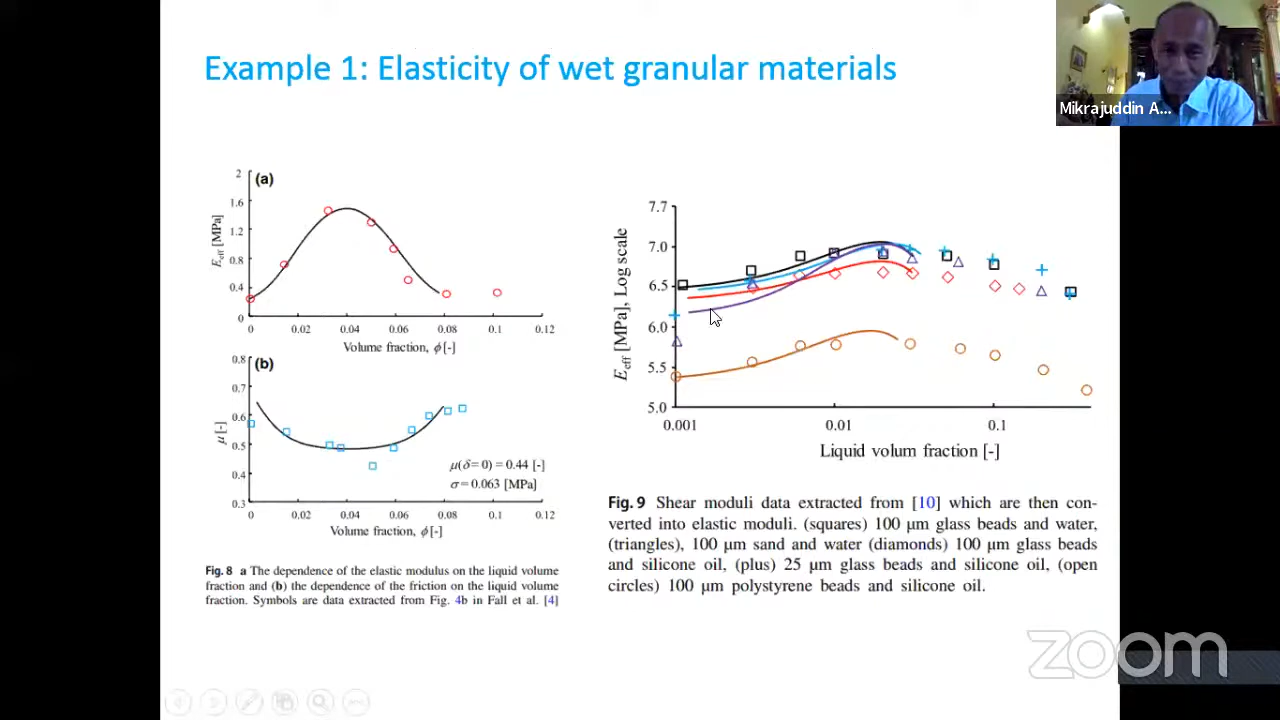 Example 1: Elasticity of wet granular materials
Mikrajuddin A...
(a)
2
1.6
1.2
0.8
0.4
0
E_eff [MPa]
0 0.02 0.04 0.06 0.08 0.1 0.12
Volume fraction, ϕ [-]
(b)
0.8
0.7
0.6
0.5
0.4
0.3
μ [-]
μ(δ= 0) = 0.44 [-]
σ= 0.063 [MPa]
0 0.02 0.04 0.06 0.08 0.10 0.12
Volume fraction, ϕ [-]
Fig. 8 a The dependence of the elastic modulus on the liquid volume
fraction and (b) the dependence of the friction on the liquid volume
fraction. Symbols are data extracted from Fig. 4b in Fall et al. [4]
7.7
7.0
6.5
6.0
5.5
5.0
E_eff [MPa], Log scale
0.001 0.01 0.1
Liquid volum fraction [-]
Fig. 9 Shear moduli data extracted from [10] which are then con-
verted into elastic moduli. (squares) 100 μm glass beads and water,
(triangles), 100 μm sand and water (diamonds) 100 μm glass beads
and silicone oil, (plus) 25 μm glass beads and silicone oil, (open
circles) 100 μm polystyrene beads and silicone oil.
zoom